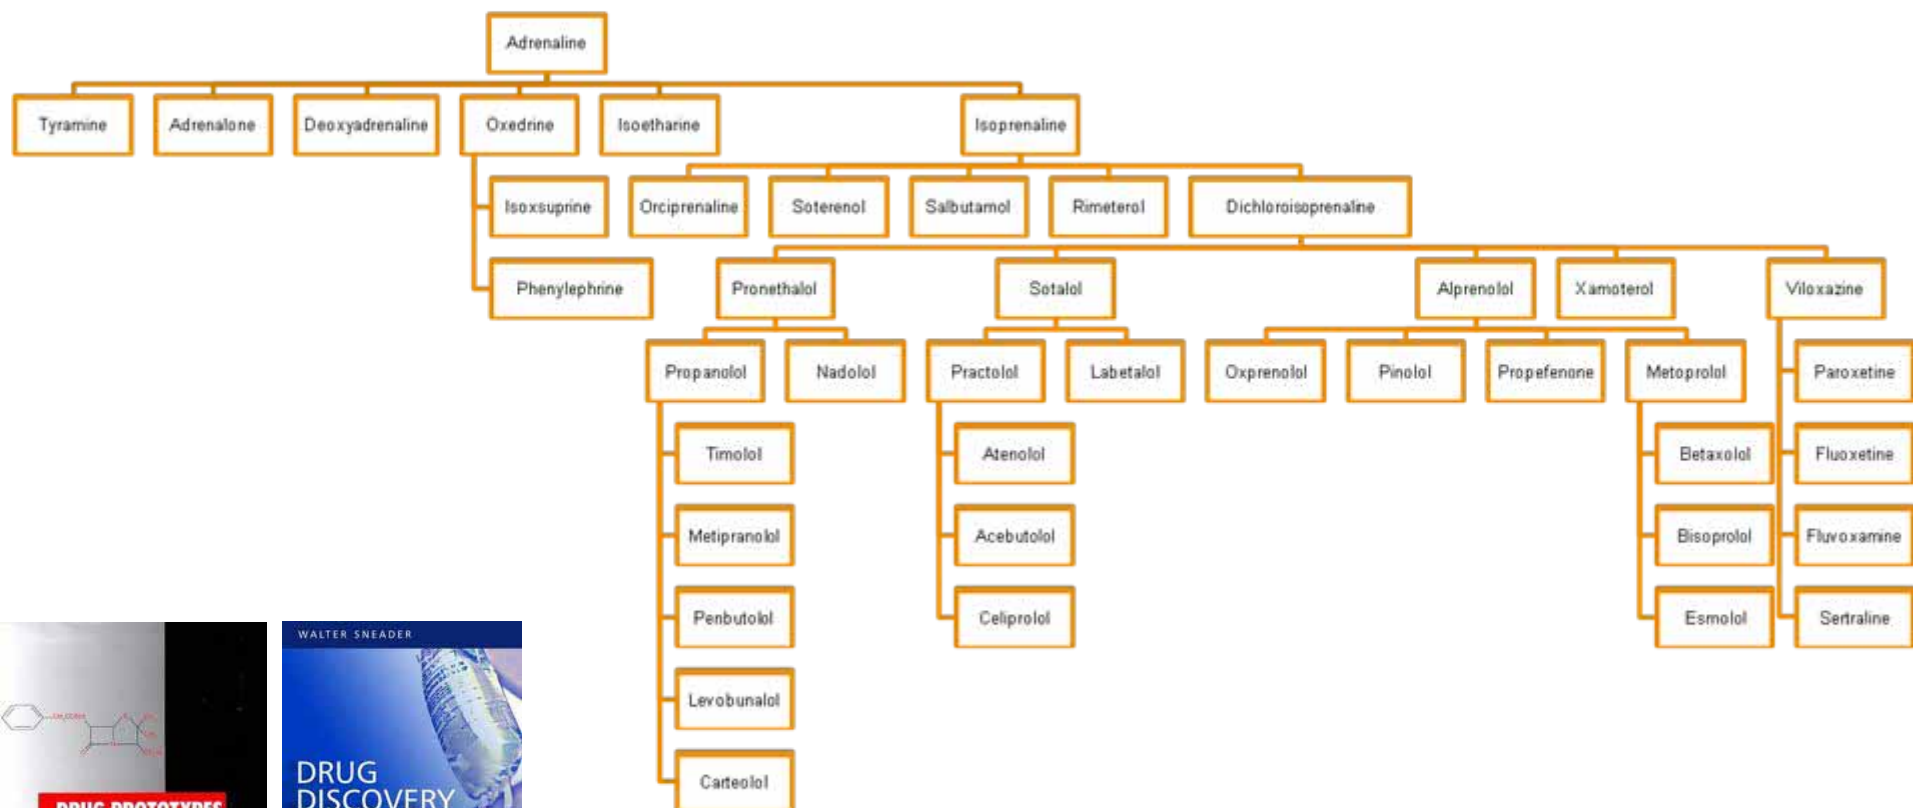 Adrenaline
Tyramine
Adrenalone
Deoxyadrenaline
Oxedrine
Isoetharine
Isoprenaline
Isoxsuprine
Orciprenaline
Soterenol
Salbutamol
Rimeterol
Dichloroisoprenaline
Phenylephrine
Pronethalol
Sotalol
Alprenolol
Xamoterol
Viloxazine
Propanolol
Nadolol
Practolol
Labetalol
Oxprenolol
Pinolol
Propefenone
Metoprolol
Paroxetine
Timolol
Atenolol
Betaxolol
Fluoxetine
Metipranolol
Acebutolol
Bisoprolol
Fluvoxamine
Penbutolol
Celiprolol
Esmolol
Sertraline
Levobunalol
Carteolol
DRUG PROTOTYPES
WALTER SNEADER
DRUG
DISCOVERY